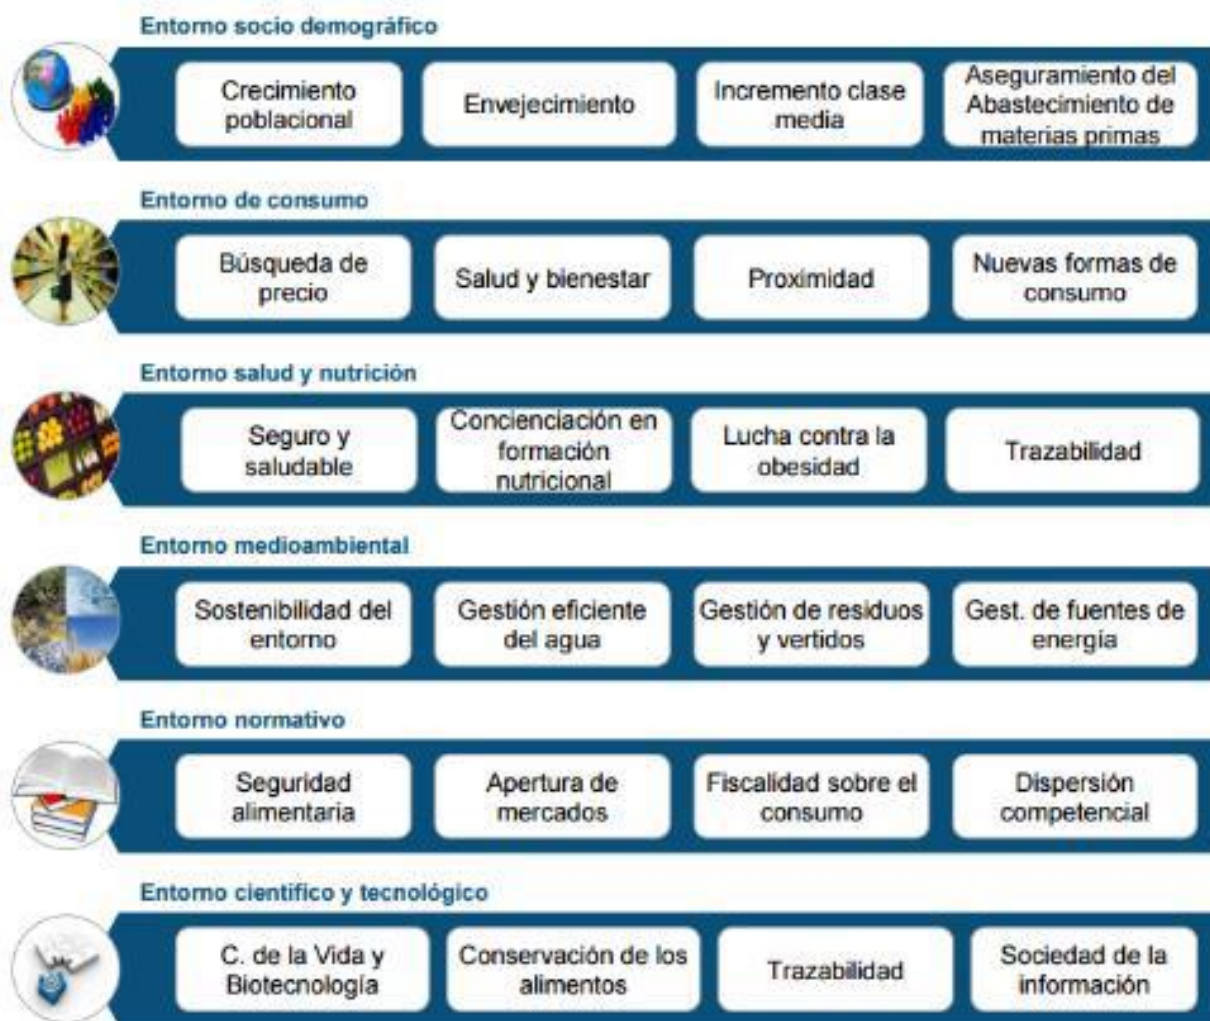 Entorno socio demográfico
Crecimiento
poblacional
Envejecimiento
Incremento clase
media
Aseguramiento del
Abastecimiento de
materias primas
Entorno de consumo
Búsqueda de
precio
Salud y bienestar
Proximidad
Nuevas formas de
consumo
Entorno salud y nutrición
Seguro y
saludable
Concienciación en
formación
nutricional
Lucha contra la
obesidad
Trazabilidad
Entorno medioambiental
Sostenibilidad del
entorno
Gestión eficiente
del agua
Gestión de residuos
y vertidos
Gest. de fuentes de
energía
Entorno normativo
Seguridad
alimentaria
Apertura de
mercados
Fiscalidad sobre el
consumo
Dispersión
competencial
Entorno científico y tecnológico
C. de la Vida y
Biotecnología
Conservación de los
alimentos
Trazabilidad
Sociedad de la
información